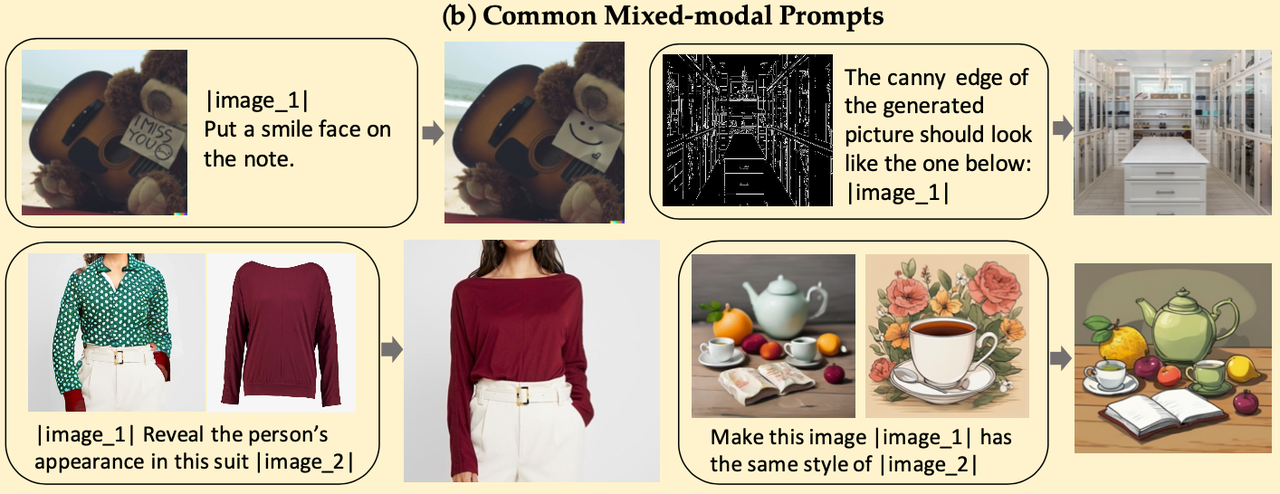 (b) Common Mixed-modal Prompts
I MISS
YOU
|image_1|
Put a smile face on
the note.
The canny edge of
the generated
picture should look
like the one below:
|image_1|
|image_1| Reveal the person's
appearance in this suit |image_2|
Make this image |image_1| has
the same style of |image_2|